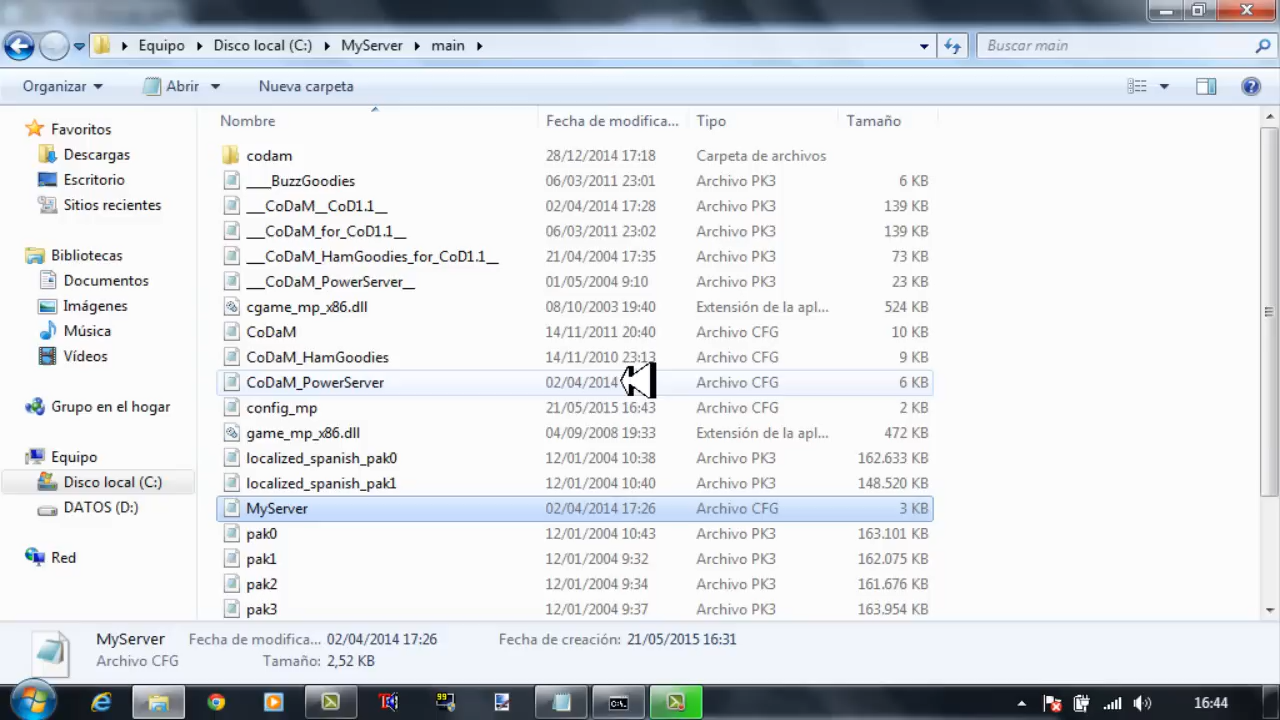 Equipo ▸ Disco local (C:) ▸ MyServer ▸ main ▸
Buscar main
Organizar
Abrir
Nueva carpeta
Nombre Fecha de modifica... Tipo Tamaño
Favoritos
Descargas
Escritorio
Sitios recientes
Bibliotecas
Documentos
Imágenes
Música
Vídeos
Grupo en el hogar
Equipo
Disco local (C:)
DATOS (D:)
Red
codam 28/12/2014 17:18 Carpeta de archivos
___BuzzGoodies 06/03/2011 23:01 Archivo PK3 6 KB
__CoDaM__CoD1.1__ 02/04/2014 17:28 Archivo PK3 139 KB
__CoDaM_for_CoD1.1__ 06/03/2011 23:02 Archivo PK3 139 KB
__CoDaM_HamGoodies_for_CoD1.1__ 21/04/2004 17:35 Archivo PK3 73 KB
__CoDaM_PowerServer__ 01/05/2004 9:10 Archivo PK3 23 KB
cgame_mp_x86.dll 08/10/2003 19:40 Extensión de la apl... 524 KB
CoDaM 14/11/2011 20:40 Archivo CFG 10 KB
CoDaM_HamGoodies 14/11/2010 23:13 Archivo CFG 9 KB
CoDaM_PowerServer 02/04/2014 Archivo CFG 6 KB
config_mp 21/05/2015 16:43 Archivo CFG 2 KB
game_mp_x86.dll 04/09/2008 19:33 Extensión de la apl... 472 KB
localized_spanish_pak0 12/01/2004 10:38 Archivo PK3 162.633 KB
localized_spanish_pak1 12/01/2004 10:40 Archivo PK3 148.520 KB
MyServer 02/04/2014 17:26 Archivo CFG 3 KB
pak0 12/01/2004 10:43 Archivo PK3 163.101 KB
pak1 12/01/2004 9:32 Archivo PK3 162.075 KB
pak2 12/01/2004 9:34 Archivo PK3 161.676 KB
pak3 12/01/2004 9:37 Archivo PK3 163.954 KB
MyServer Fecha de modifica... 02/04/2014 17:26 Fecha de creación: 21/05/2015 16:31
Archivo CFG Tamaño: 2,52 KB
99
16:44